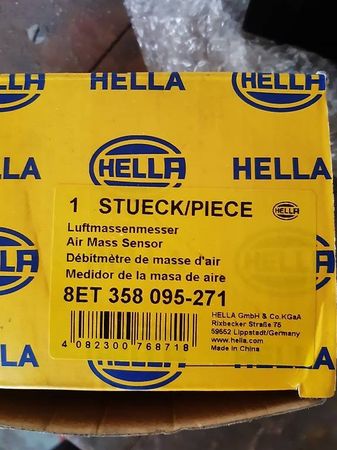 HELLA
HELLA
HELLA
HELLA
HELLA
1 STUECK/PIECE
HELLA
Luftmassenmesser
Air Mass Sensor
Débitmètre de masse d'air
Medidor de la masa de aire
8ET 358 095-271
HELLA GmbH & Co.KGaA
Rixbecker Straße 75
59552 Lippstadt/Germany
www.hella.com
Made in China
4 082300 768718
HELLA
HELLA